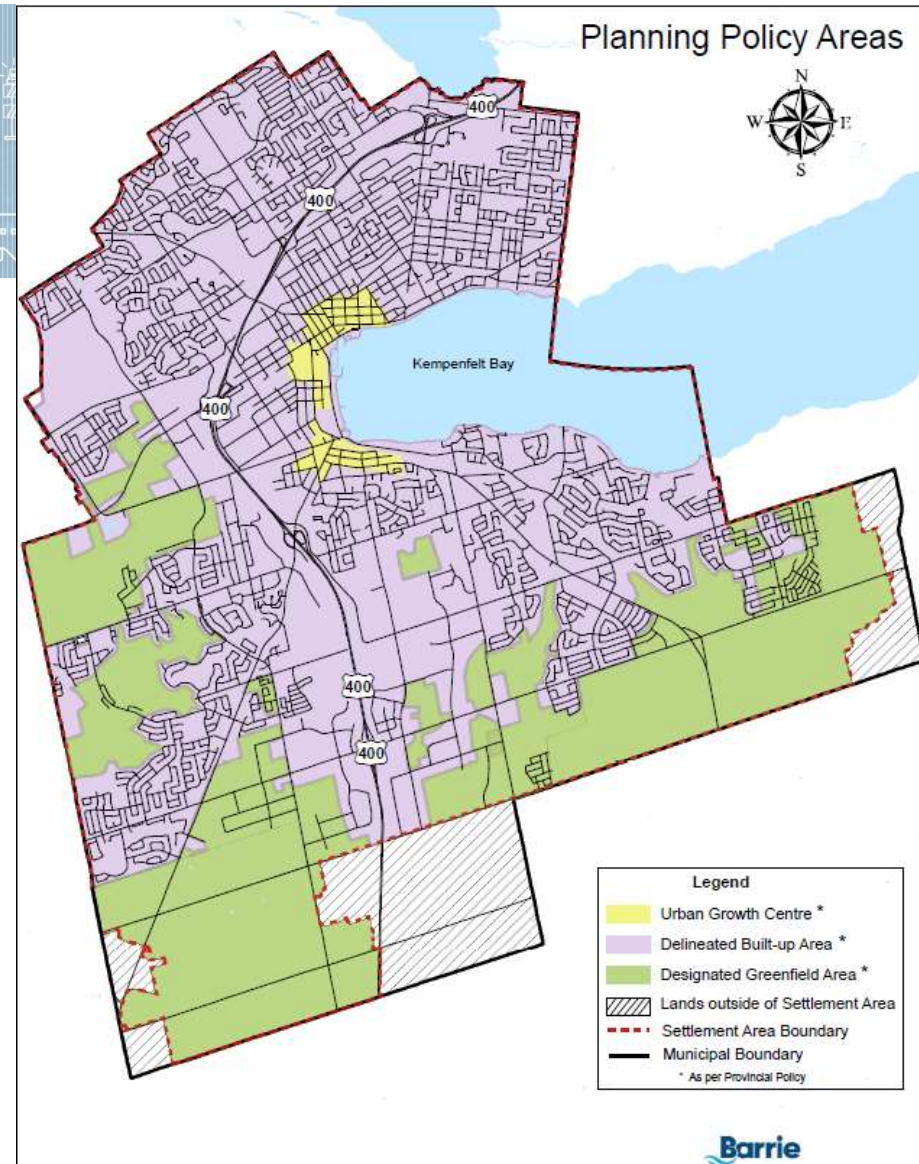 Planning Policy Areas
N
W E
S
400
400
400
Kempenfelt Bay
400
400
Legend
Urban Growth Centre *
Delineated Built-up Area *
Designated Greenfield Area *
Lands outside of Settlement Area
Settlement Area Boundary
Municipal Boundary
* As per Provincial Policy
Barrie